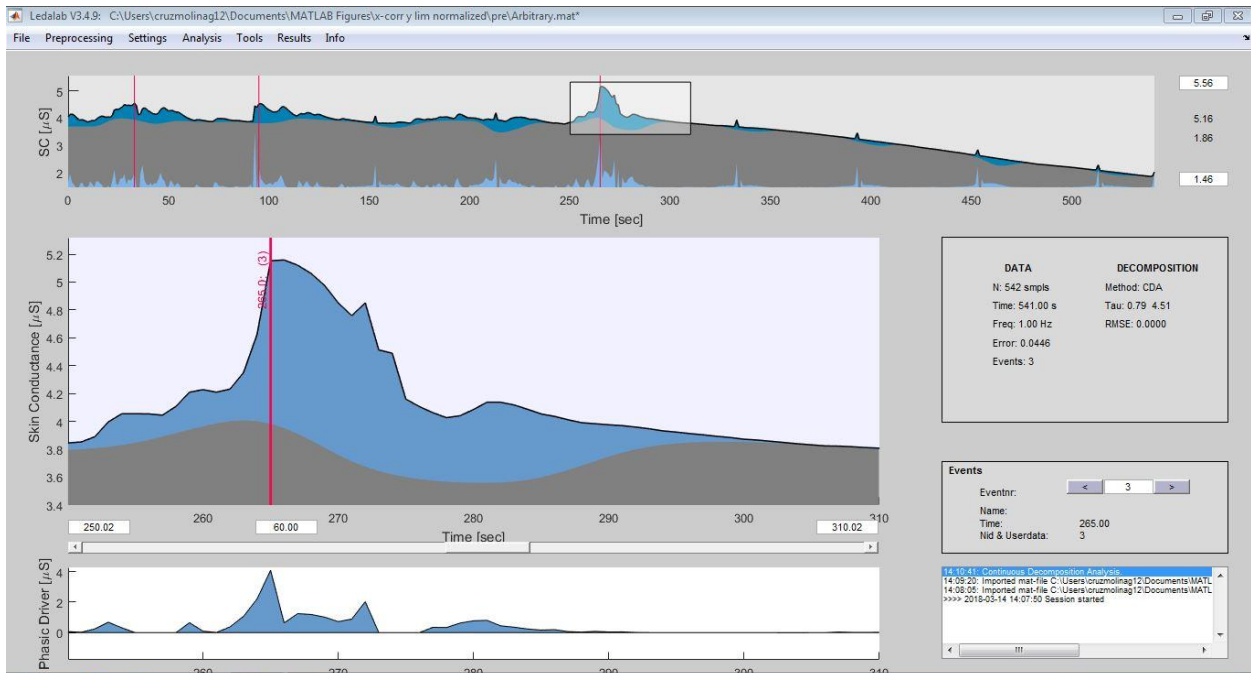 Ledalab V3.4.9: C:\Users\cruzmolinag12\Documents\MATLAB Figures\x-corr y lim normalized\pre\Arbitrary.mat*
File Preprocessing Settings Analysis Tools Results Info
5.56
5.16
1.86
1.46
SC [μS]
5
4
3
2
0 50 100 150 200 250 300 350 400 450 500
Time [sec]
Skin Conductance [μS]
5.2
5
4.8
4.6
4.4
4.2
4
3.8
3.6
3.4
265.0: (3)
260 270 280 290 300 310
250.02 60.00 310.02
Time [sec]
Phasic Driver [μS]
4
2
0
260 270 280 290 300 310
DATA DECOMPOSITION
N: 542 smpls Method: CDA
Time: 541.00 s Tau: 0.79 4.51
Freq: 1.00 Hz RMSE: 0.0000
Error: 0.0446
Events: 3
Events
Eventnr: < 3 >
Name:
Time: 265.00
Nid & Userdata: 3
14:10:41: Continuous Decomposition Analysis.
14:09:20: Imported mat-file C:\Users\cruzmolinag12\Documents\MATL
14:08:05: Imported mat-file C:\Users\cruzmolinag12\Documents\MATL
>>>> 2018-03-14 14:07:50 Session started